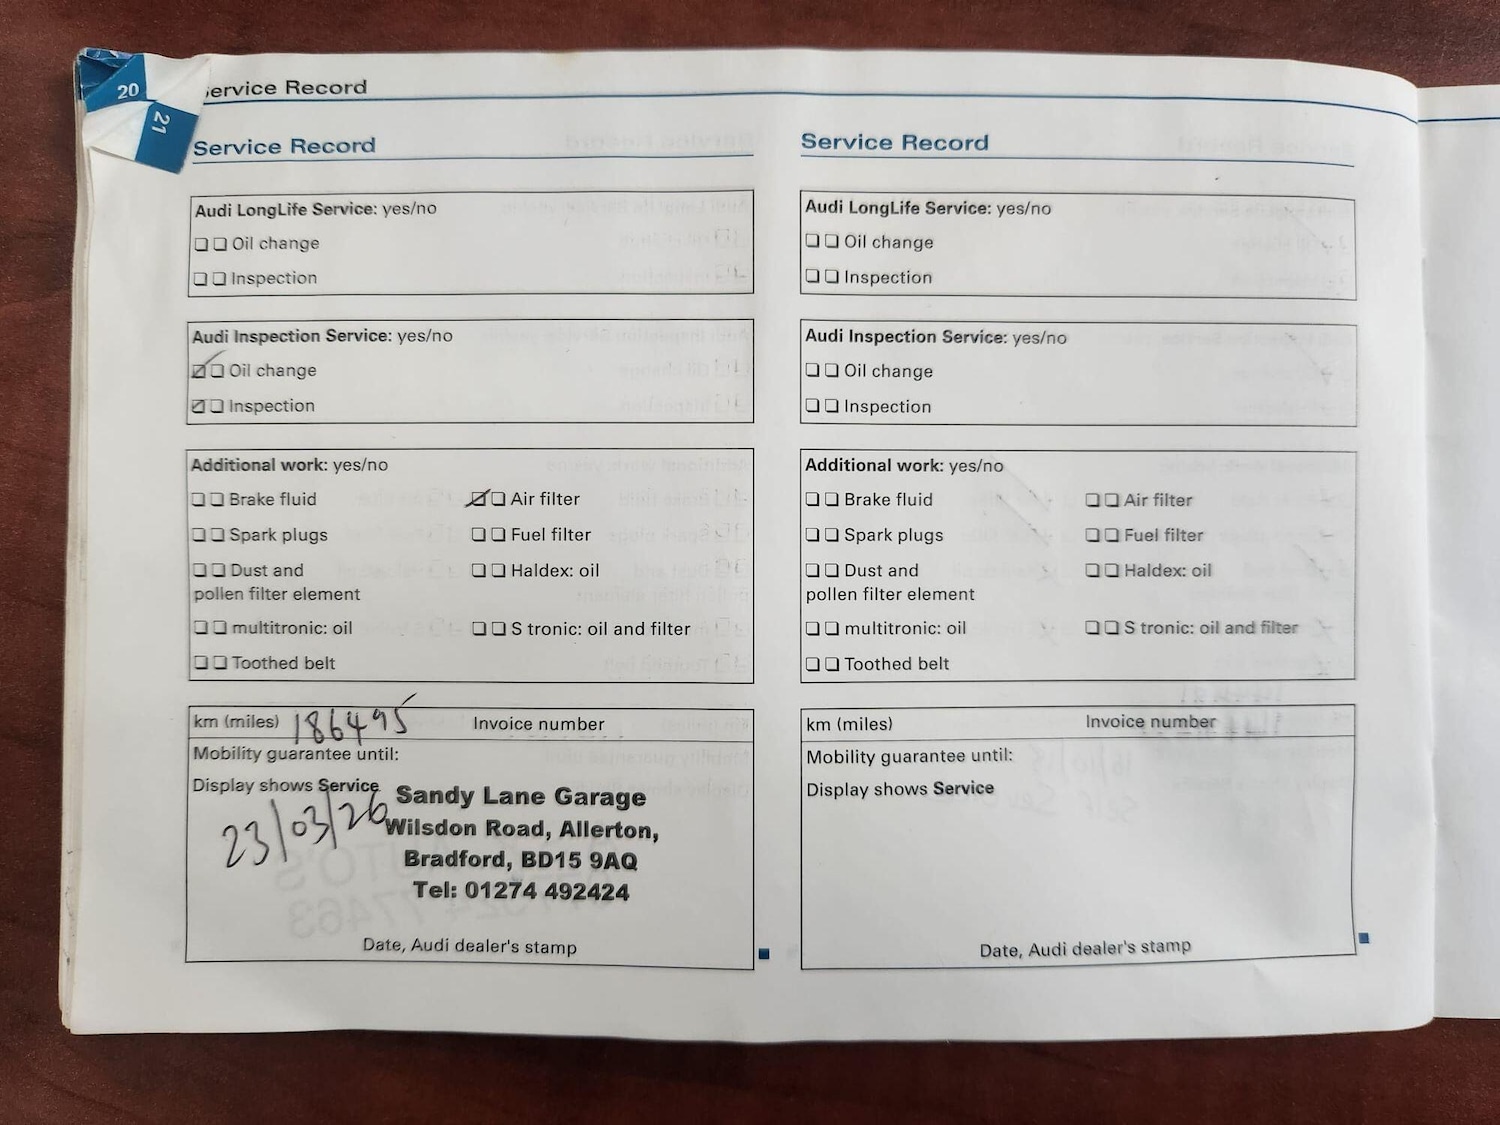 20
21
ervice Record
Service Record
Audi LongLife Service: yes/no
Oil change
Inspection
Audi Inspection Service: yes/no
Oil change
Inspection
Additional work: yes/no
Brake fluid
Air filter
Spark plugs
Fuel filter
Dust and
pollen filter element
Haldex: oil
multitronic: oil
S tronic: oil and filter
Toothed belt
km (miles) 186495
Invoice number
Mobility guarantee until:
Display shows Service
23/03/26
Sandy Lane Garage
Wilsdon Road, Allerton,
Bradford, BD15 9AQ
Tel: 01274 492424
Date, Audi dealer's stamp
Service Record
Audi LongLife Service: yes/no
Oil change
Inspection
Audi Inspection Service: yes/no
Oil change
Inspection
Additional work: yes/no
Brake fluid
Air filter
Spark plugs
Fuel filter
Dust and
pollen filter element
Haldex: oil
multitronic: oil
S tronic: oil and filter
Toothed belt
km (miles)
Invoice number
Mobility guarantee until:
Display shows Service
Date, Audi dealer's stamp